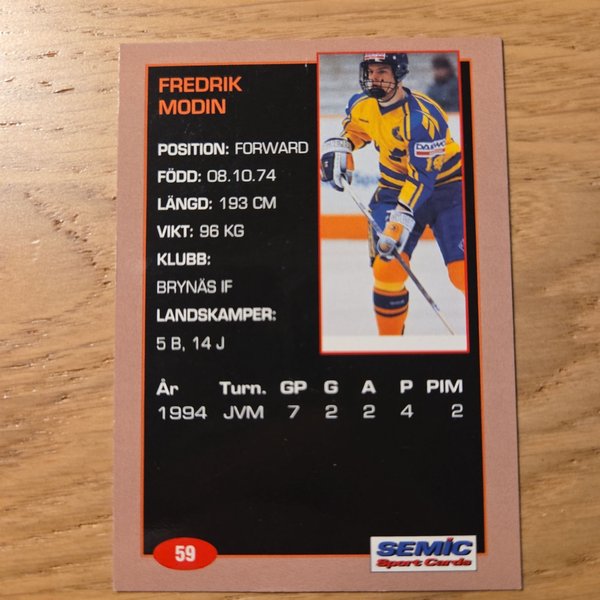 FREDRIK
MODIN
POSITION: FORWARD
FÖDD: 08.10.74
LÄNGD: 193 CM
VIKT: 96 KG
KLUBB:
BRYNÄS IF
LANDSKAMPER:
5 B, 14 J
År Turn. GP G A P PIM
1994 JVM 7 2 2 4 2
59
SEMIC
Sport Cards